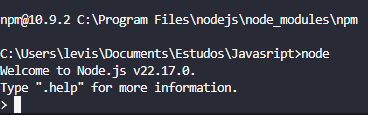 npm@10.9.2 C:\Program Files\nodejs\node_modules\npm
C:\Users\levis\Documents\Estudos\Javasript>node
Welcome to Node.js v22.17.0.
Type ".help" for more information.
>